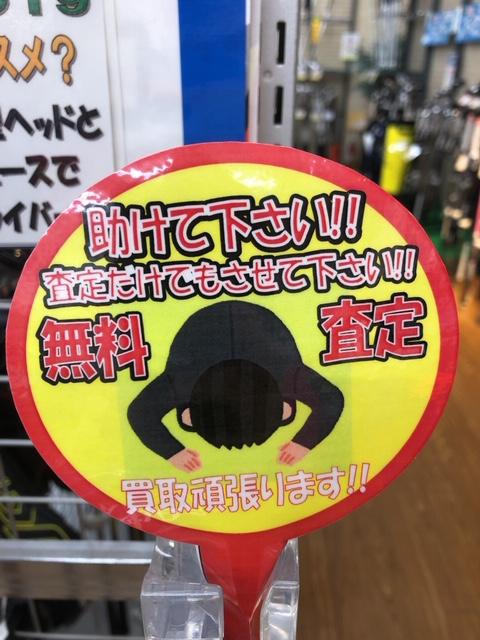 スメ?
ヘッドと
ースで
イバー
助けて下さい!!
査定だけでもさせて下さい!!
無料 査定
買取頑張ります!!